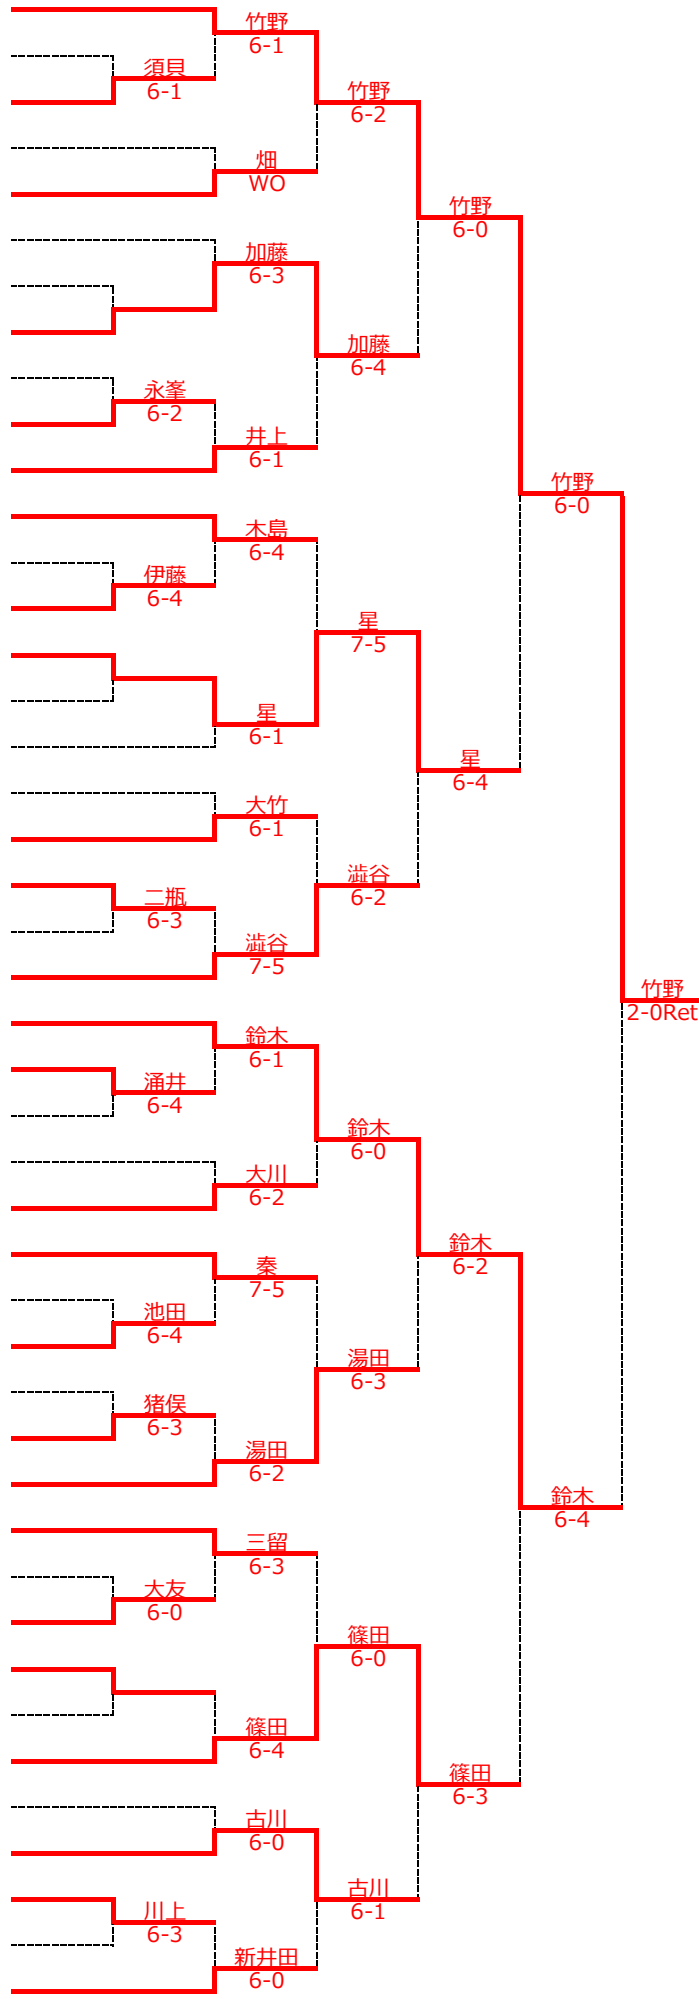 竹野
6-1
須貝
6-1
竹野
6-2
畑
WO
竹野
6-0
加藤
6-3
加藤
6-4
永峯
6-2
井上
6-1
竹野
6-0
木島
6-4
伊藤
6-4
星
7-5
星
6-1
星
6-4
大竹
6-1
澁谷
6-2
二瓶
6-3
澁谷
7-5
竹野
2-0Ret
鈴木
6-1
涌井
6-4
鈴木
6-0
大川
6-2
鈴木
6-2
秦
7-5
池田
6-4
湯田
6-3
猪俣
6-3
湯田
6-2
鈴木
6-4
三留
6-3
大友
6-0
篠田
6-0
篠田
6-4
篠田
6-3
古川
6-0
古川
6-1
川上
6-3
新井田
6-0